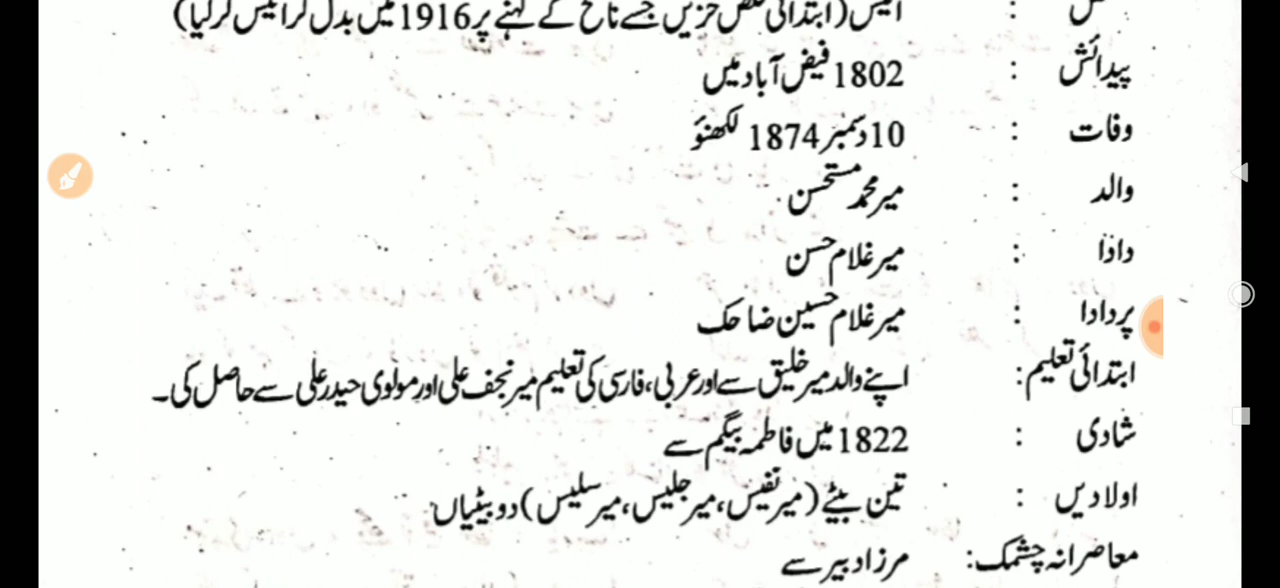 انیس (ابتدائی تخلص حزیں جسے ناسخ کے کہنے پر 1916 میں بدل کر انیس کر لیا)
پیدائش : 1802 فیض آباد میں
وفات : 10 دسمبر 1874 لکھنؤ
والد : میر محمد مستحسن
دادا : میر غلام حسن
پردادا : میر غلام حسین ضاحک
ابتدائی تعلیم: اپنے والد میر خلیق سے اور عربی، فارسی کی تعلیم میر نجف علی اور مولوی حیدر علی سے حاصل کی۔
شادی : 1822 میں فاطمہ بیگم سے
اولادیں : تین بیٹے (میر نفیس، میر جلیس، میر سلیس) دو بیٹیاں
معاصرانہ چشمک: مرزا دبیر سے